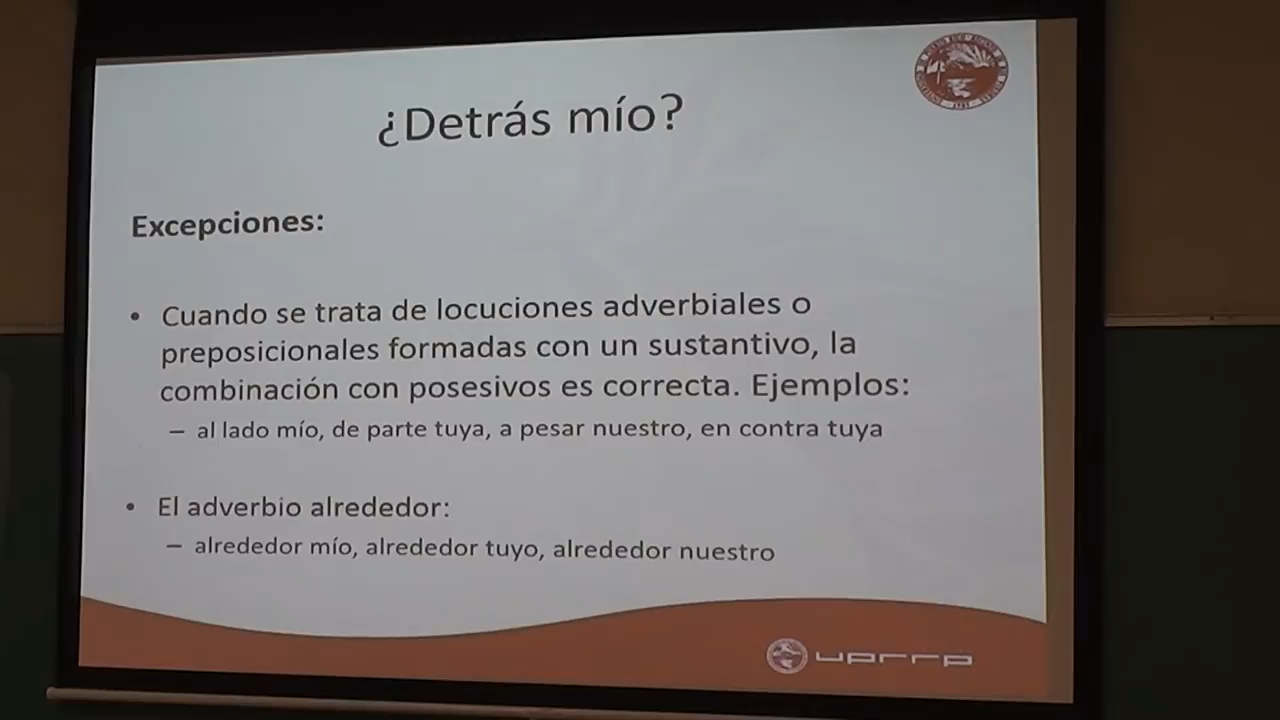 ¿Detrás mío?
Excepciones:
• Cuando se trata de locuciones adverbiales o
preposicionales formadas con un sustantivo, la
combinación con posesivos es correcta. Ejemplos:
– al lado mío, de parte tuya, a pesar nuestro, en contra tuya
• El adverbio alrededor:
– alrededor mío, alrededor tuyo, alrededor nuestro
uprrp